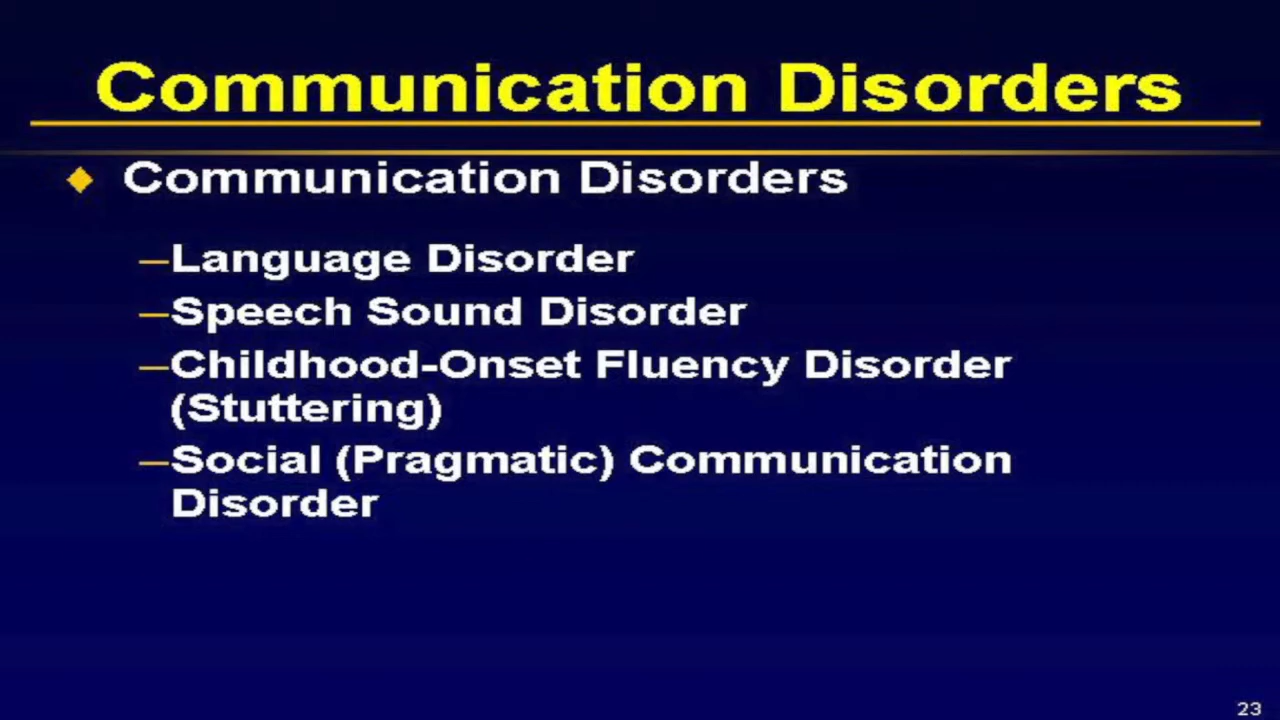 Communication Disorders
Communication Disorders
–Language Disorder
–Speech Sound Disorder
–Childhood-Onset Fluency Disorder
(Stuttering)
–Social (Pragmatic) Communication
Disorder
23